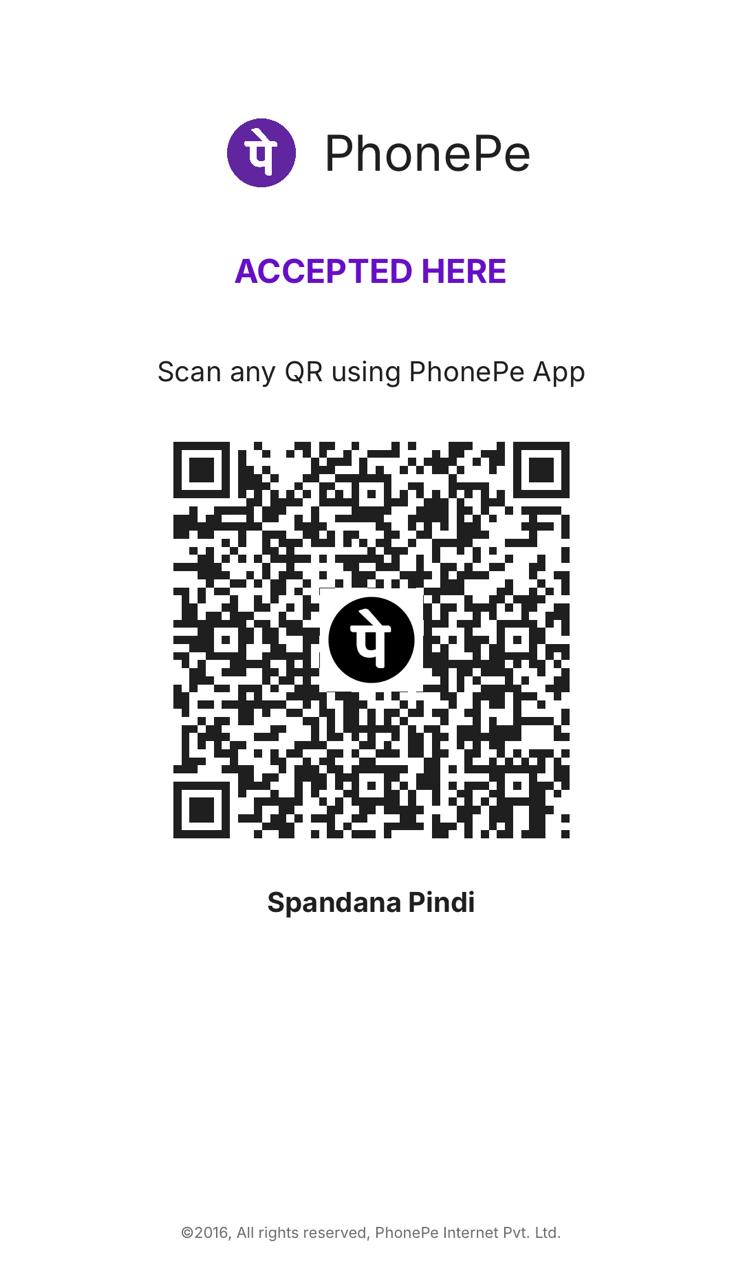 पे PhonePe
ACCEPTED HERE
Scan any QR using PhonePe App
पे
Spandana Pindi
©2016, All rights reserved, PhonePe Internet Pvt. Ltd.